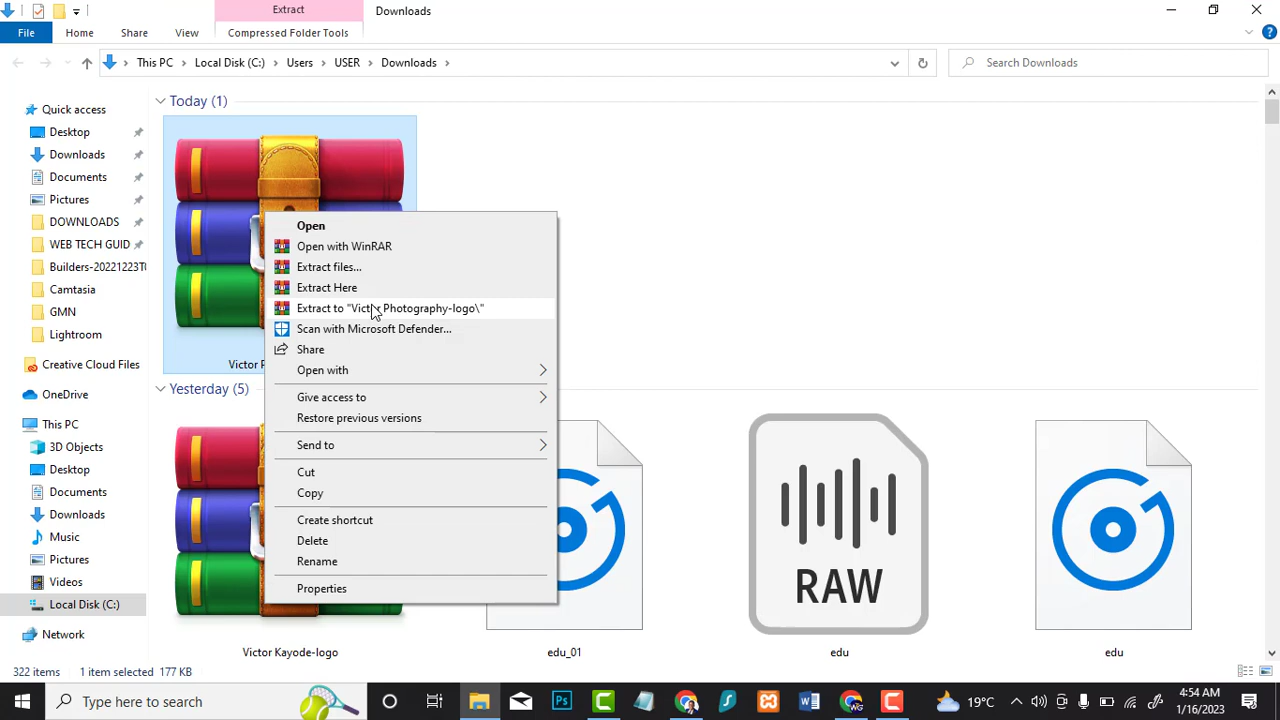 Extract
Downloads
File
Home
Share
View
Compressed Folder Tools
This PC
Local Disk (C:)
Users
USER
Downloads
Search Downloads
Quick access
Desktop
Downloads
Documents
Pictures
DOWNLOADS
WEB TECH GUID
Builders-20221223T
Camtasia
GMN
Lightroom
Creative Cloud Files
OneDrive
This PC
3D Objects
Desktop
Documents
Downloads
Music
Pictures
Videos
Local Disk (C:)
Network
Today (1)
Victor P
Open
Open with WinRAR
Extract files...
Extract Here
Extract to "Victor Photography-logo\"
Scan with Microsoft Defender...
Share
Open with
Give access to
Restore previous versions
Send to
Cut
Copy
Create shortcut
Delete
Rename
Properties
Yesterday (5)
RAW
Victor Kayode-logo
edu_01
edu
edu
322 items
1 item selected 177 KB
Type here to search
Ps
19°C
4:54 AM
1/16/2023